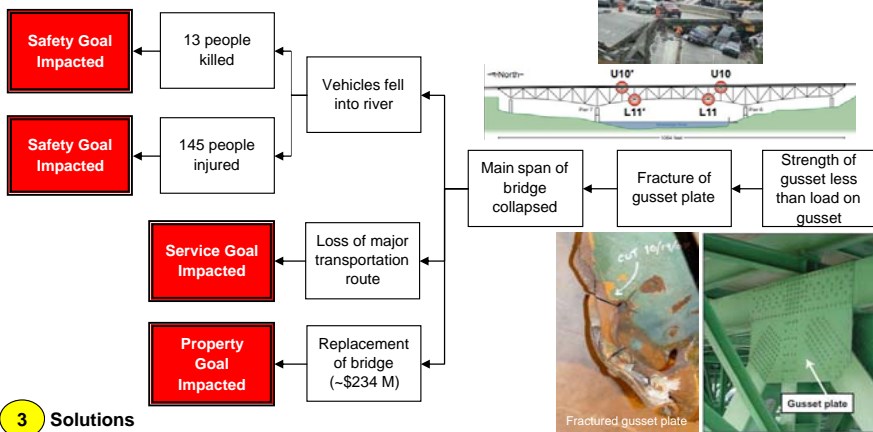 Safety Goal
Impacted
13 people
killed
Vehicles fell
into river
Safety Goal
Impacted
145 people
injured
North
U10'
U10
L11'
L11
Pier 7
Main span of
bridge
collapsed
Fracture of
gusset plate
Strength of
gusset less
than load on
gusset
Service Goal
Impacted
Loss of major
transportation
route
Property
Goal
Impacted
Replacement
of bridge
(~$234 M)
CUT
Fractured gusset plate
Gusset plate
3 Solutions